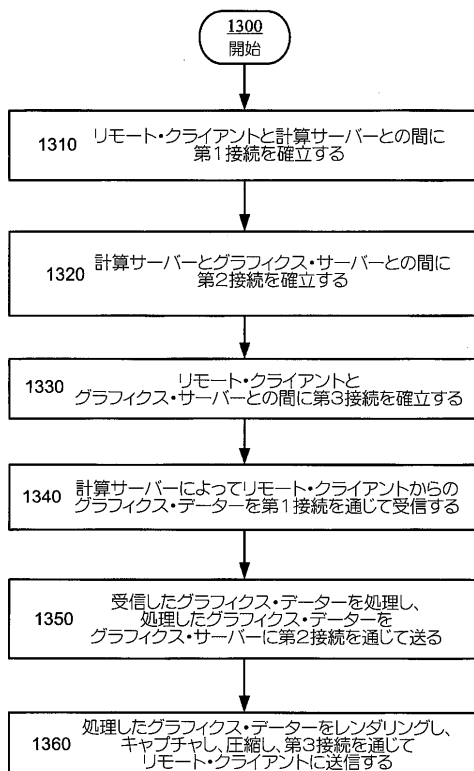 1300
開始
1310 リモート・クライアントと計算サーバーとの間に
第1接続を確立する
1320 計算サーバーとグラフィクス・サーバーとの間に
第2接続を確立する
1330 リモート・クライアントと
グラフィクス・サーバーとの間に第3接続を確立する
1340 計算サーバーによってリモート・クライアントからの
グラフィクス・データーを第1接続を通じて受信する
1350 受信したグラフィクス・データーを処理し、
処理したグラフィクス・データーを
グラフィクス・サーバーに第2接続を通じて送る
1360 処理したグラフィクス・データーをレンダリングし、
キャプチャし、圧縮し、第3接続を通じて
リモート・クライアントに送信する